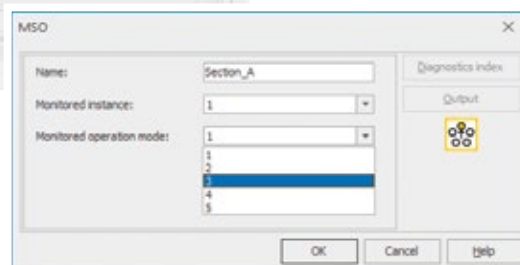 MSO
Name:
Section_A
Diagnostics index
Monitored instance:
1
Output
Monitored operation mode:
1
1
2
3
4
5
OK
Cancel
Help